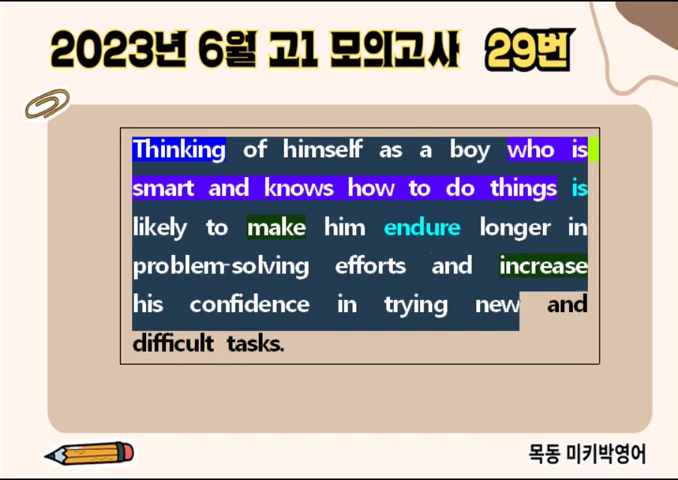 2023년 6월 고1 모의고사 29번
Thinking of himself as a boy who is
smart and knows how to do things is
likely to make him endure longer in
problem-solving efforts and increase
his confidence in trying new and
difficult tasks.
목동 미키박영어